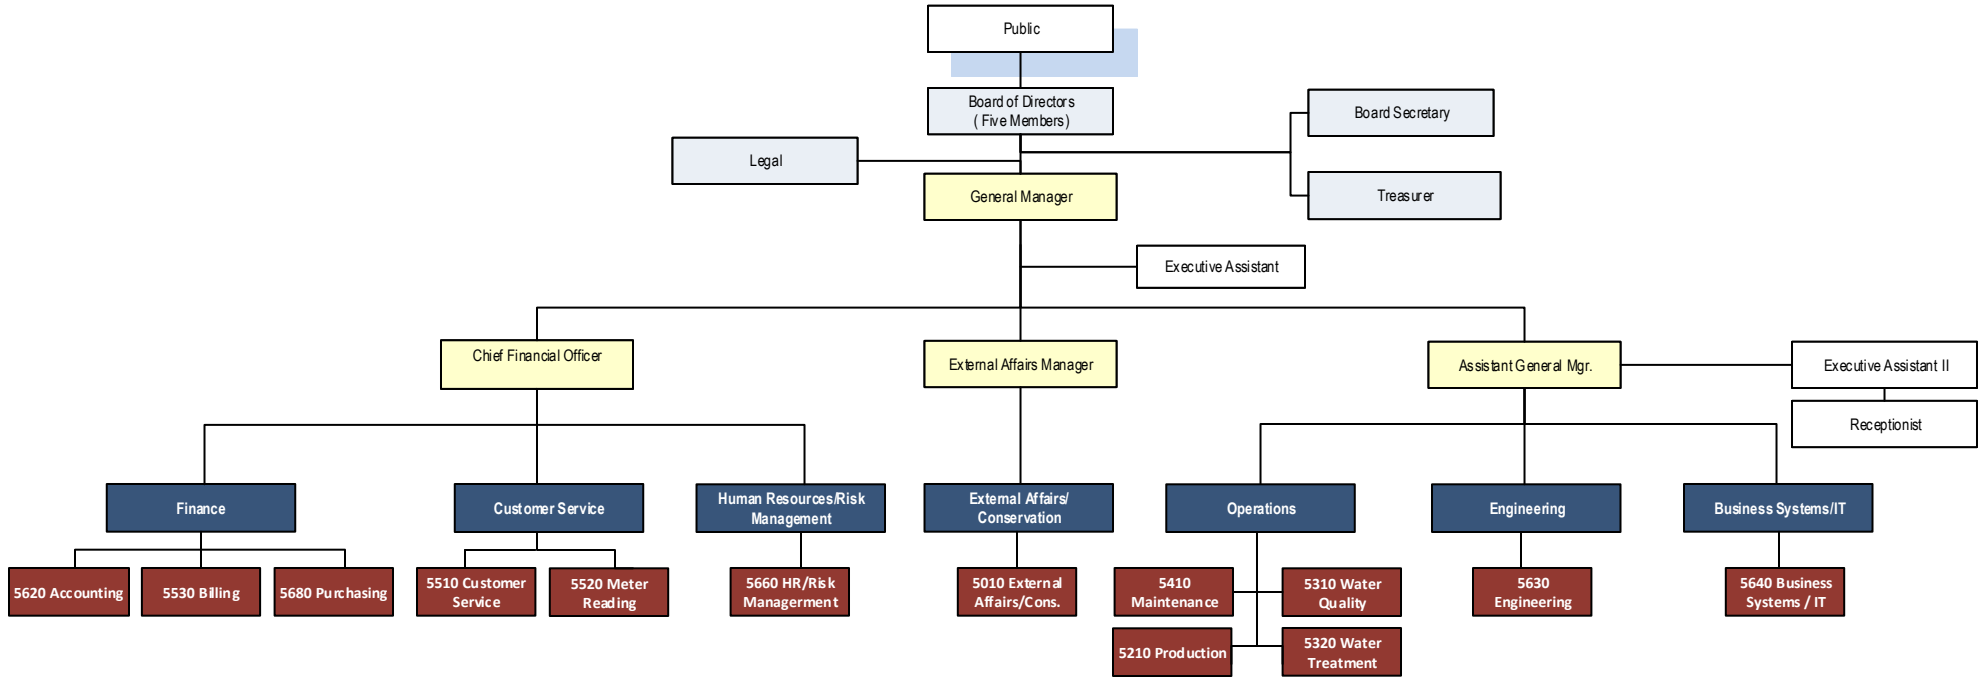 Public
Board of Directors
( Five Members)
Board Secretary
Legal
Treasurer
General Manager
Executive Assistant
Chief Financial Officer
External Affairs Manager
Assistant General Mgr.
Executive Assistant II
Receptionist
Finance
Customer Service
Human Resources/Risk
Management
External Affairs/
Conservation
Operations
Engineering
Business Systems/IT
5620 Accounting
5530 Billing
5680 Purchasing
5510 Customer
Service
5520 Meter
Reading
5660 HR/Risk
Managerment
5010 External
Affairs/Cons.
5410
Maintenance
5310 Water
Quality
5630
Engineering
5640 Business
Systems / IT
5210 Production
5320 Water
Treatment